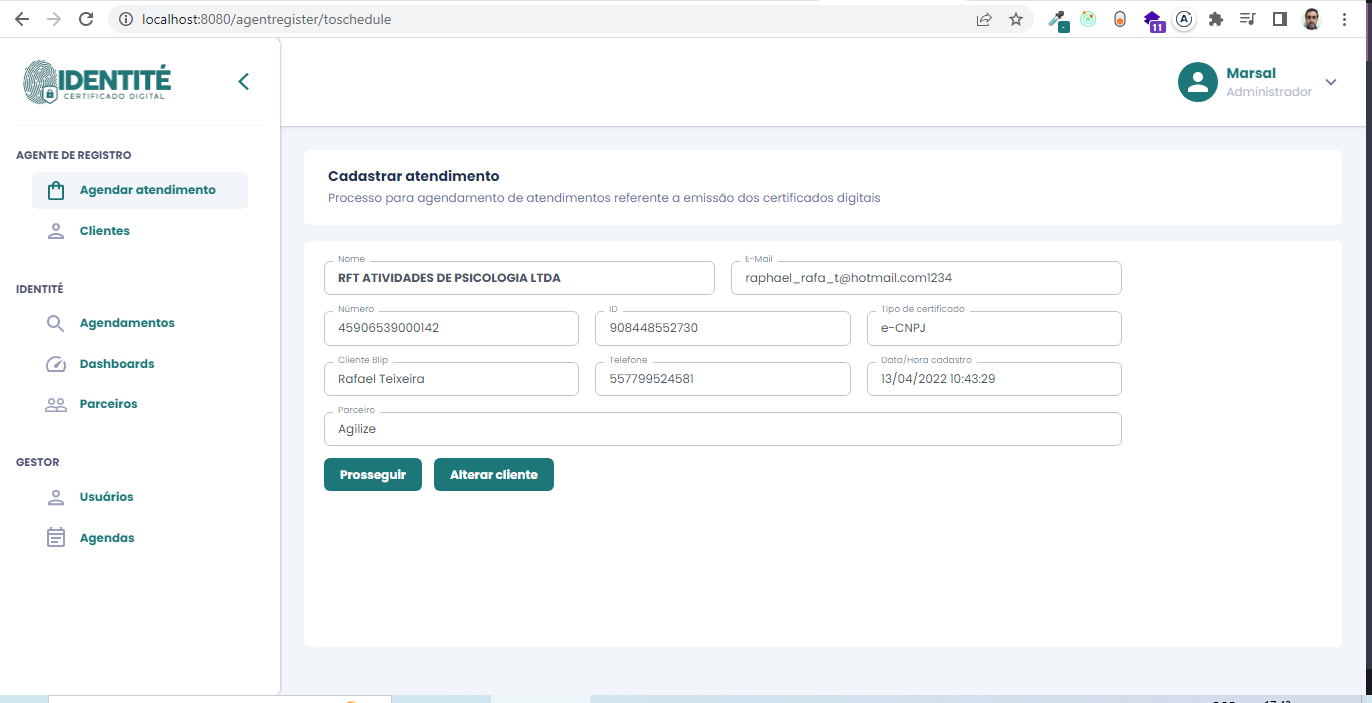 localhost:8080/agentregister/toschedule
11
IDENTITÉ
CERTIFICADO DIGITAL
Marsal
Administrador
AGENTE DE REGISTRO
Agendar atendimento
Clientes
IDENTITÉ
Agendamentos
Dashboards
Parceiros
GESTOR
Usuários
Agendas
Cadastrar atendimento
Processo para agendamento de atendimentos referente a emissão dos certificados digitais
Nome
RFT ATIVIDADES DE PSICOLOGIA LTDA
E-Mail
raphael_rafa_t@hotmail.com1234
Número
45906539000142
ID
908448552730
Tipo de certificado
e-CNPJ
Cliente Blip
Rafael Teixeira
Telefone
557799524581
Data/Hora cadastro
13/04/2022 10:43:29
Parceiro
Agilize
Prosseguir
Alterar cliente